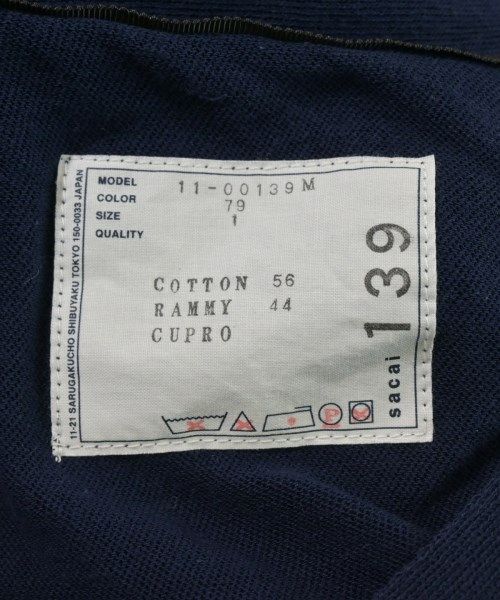 MODEL 11-00139 M
COLOR 79
SIZE 1
QUALITY
COTTON 56
RAMMY 44
CUPRO
P
sacai 139
11-21 SARUGAKUCHO SHIBUYAKU TOKYO 150-0033 JAPAN